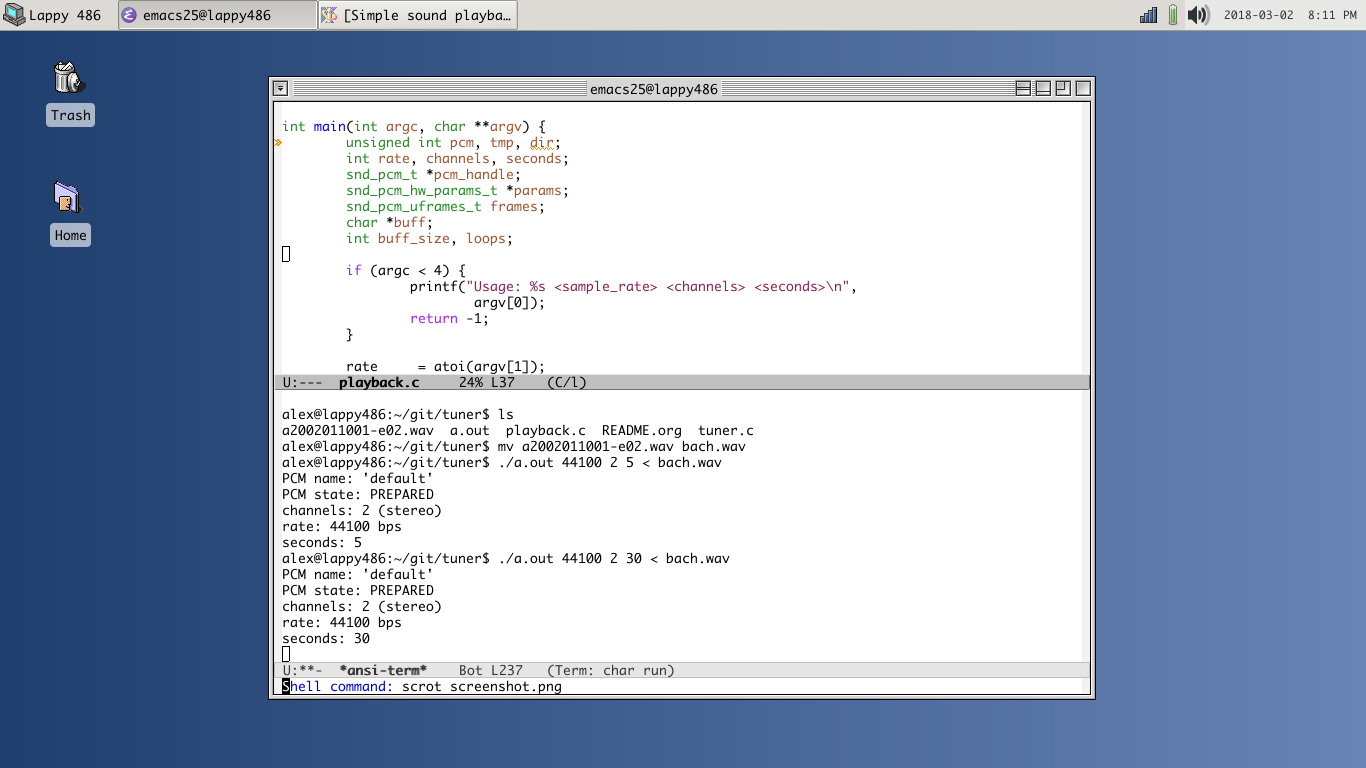 Lappy 486
emacs25@lappy486
[Simple sound playba…
2018-03-02 8:11 PM
Trash
Home
emacs25@lappy486
int main(int argc, char **argv) {
        unsigned int pcm, tmp, dir;
        int rate, channels, seconds;
        snd_pcm_t *pcm_handle;
        snd_pcm_hw_params_t *params;
        snd_pcm_uframes_t frames;
        char *buff;
        int buff_size, loops;
        if (argc < 4) {
                printf("Usage: %s <sample_rate> <channels> <seconds>\n",
                        argv[0]);
                return -1;
        }
        rate     = atoi(argv[1]);
U:---  playback.c     24% L37    (C/l)
alex@lappy486:~/git/tuner$ ls
a2002011001-e02.wav  a.out  playback.c  README.org  tuner.c
alex@lappy486:~/git/tuner$ mv a2002011001-e02.wav bach.wav
alex@lappy486:~/git/tuner$ ./a.out 44100 2 5 < bach.wav
PCM name: 'default'
PCM state: PREPARED
channels: 2 (stereo)
rate: 44100 bps
seconds: 5
alex@lappy486:~/git/tuner$ ./a.out 44100 2 30 < bach.wav
PCM name: 'default'
PCM state: PREPARED
channels: 2 (stereo)
rate: 44100 bps
seconds: 30
U:**-  *ansi-term*    Bot L237   (Term: char run)
Shell command: scrot screenshot.png